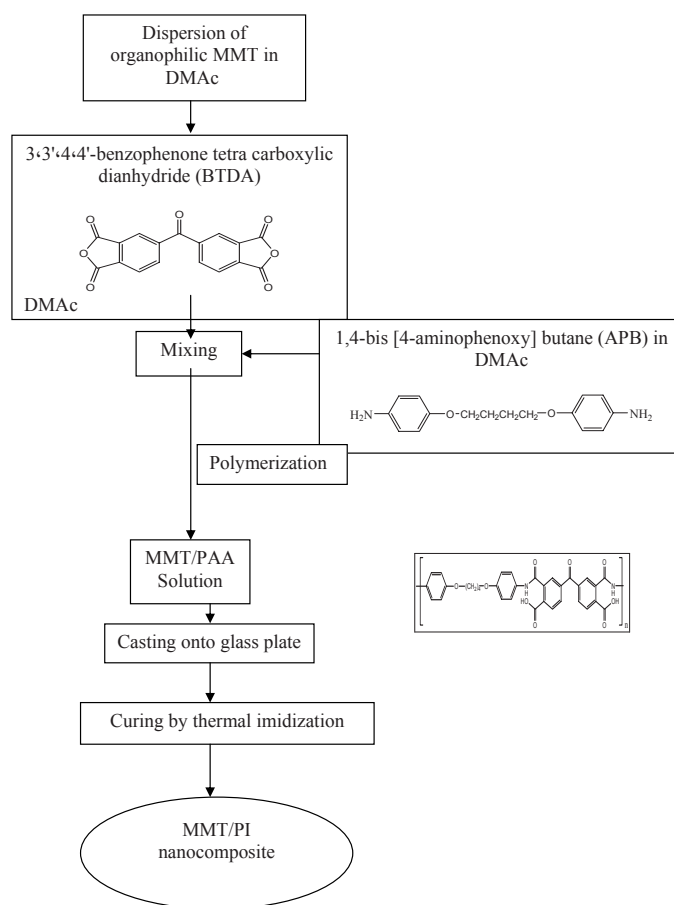 Dispersion of
organophilic MMT in
DMAc
3،3'،4،4'-benzophenone tetra carboxylic
dianhydride (BTDA)
O
O
O
O
O
O
O
DMAc
Mixing
1,4-bis [4-aminophenoxy] butane (APB) in
DMAc
H₂N
O-CH₂CH₂CH₂CH₂-O
NH₂
Polymerization
MMT/PAA
Solution
O
O
O
O
O
N
H
HO
OH
N
H
O
O
n
Casting onto glass plate
Curing by thermal imidization
MMT/PI
nanocomposite